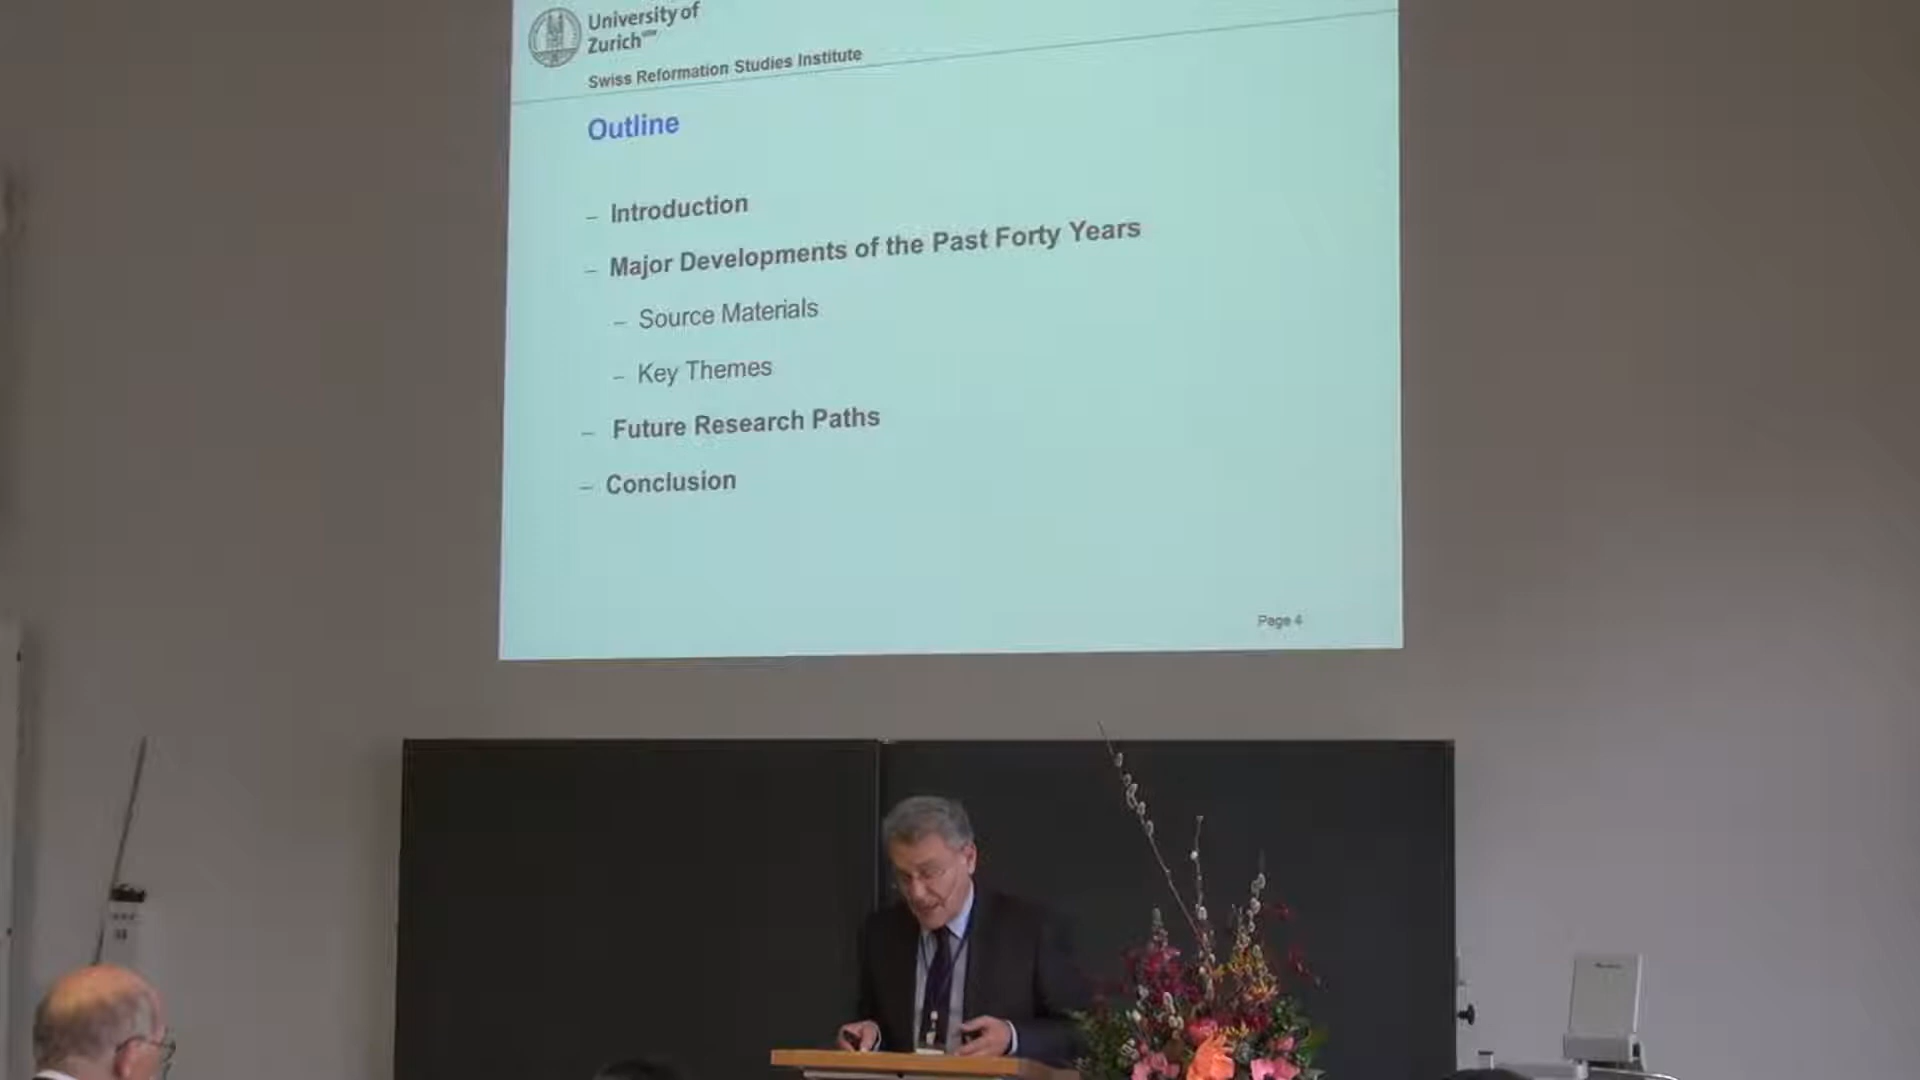 University of
Zurich
Swiss Reformation Studies Institute
Outline
– Introduction
– Major Developments of the Past Forty Years
– Source Materials
– Key Themes
– Future Research Paths
– Conclusion
Page 4